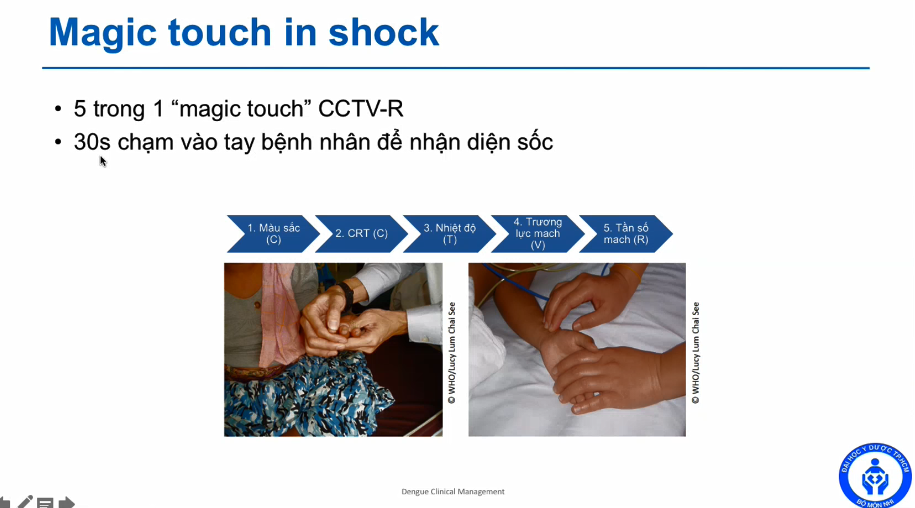 Magic touch in shock
• 5 trong 1 “magic touch” CCTV-R
• 30s chạm vào tay bệnh nhân để nhận diện sốc
1. Màu sắc
(C)
2. CRT (C)
3. Nhiệt độ
(T)
4. Trương
lực mạch
(V)
5. Tần số
mạch (R)
© WHO/Lucy Lum Chai See
© WHO/Lucy Lum Chai See
Dengue Clinical Management
ĐẠI HỌC Y DƯỢC TP.HCM
BỘ MÔN NHI